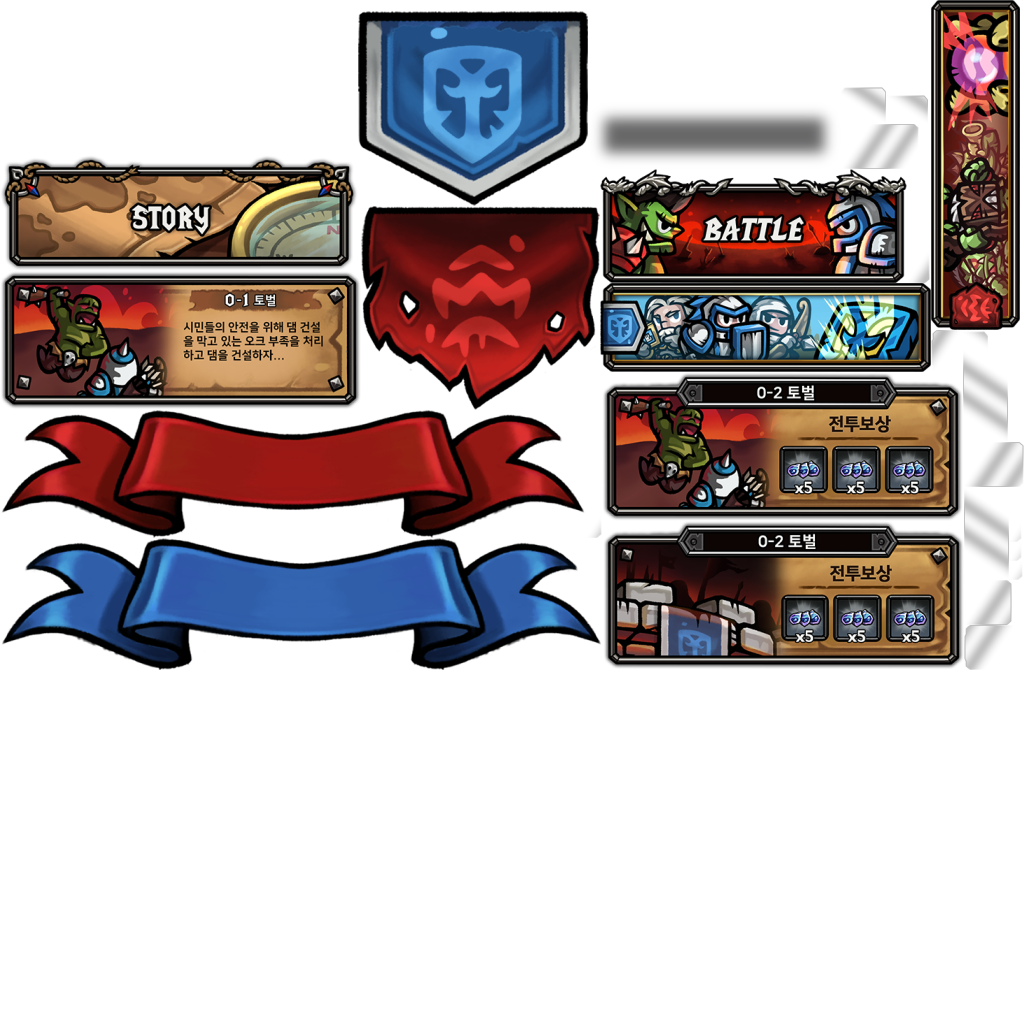 STORY
0-1 토벌
시민들의 안전을 위해 댐 건설
을 막고 있는 오크 부족을 처리
하고 댐을 건설하자...
BATTLE
0-2 토벌
전투보상
x5 x5 x5
0-2 토벌
전투보상
x5 x5 x5